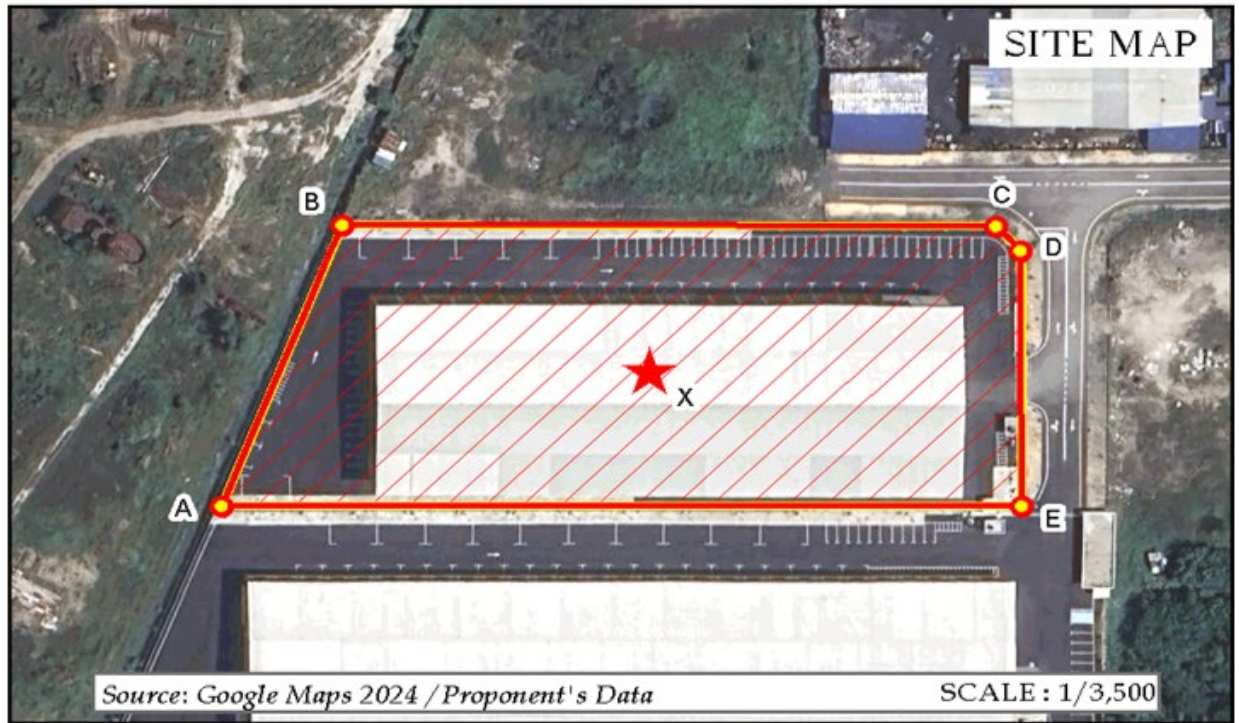 SITE MAP
B
C
D
X
A
E
Source: Google Maps 2024 / Proponent's Data
SCALE : 1/3,500